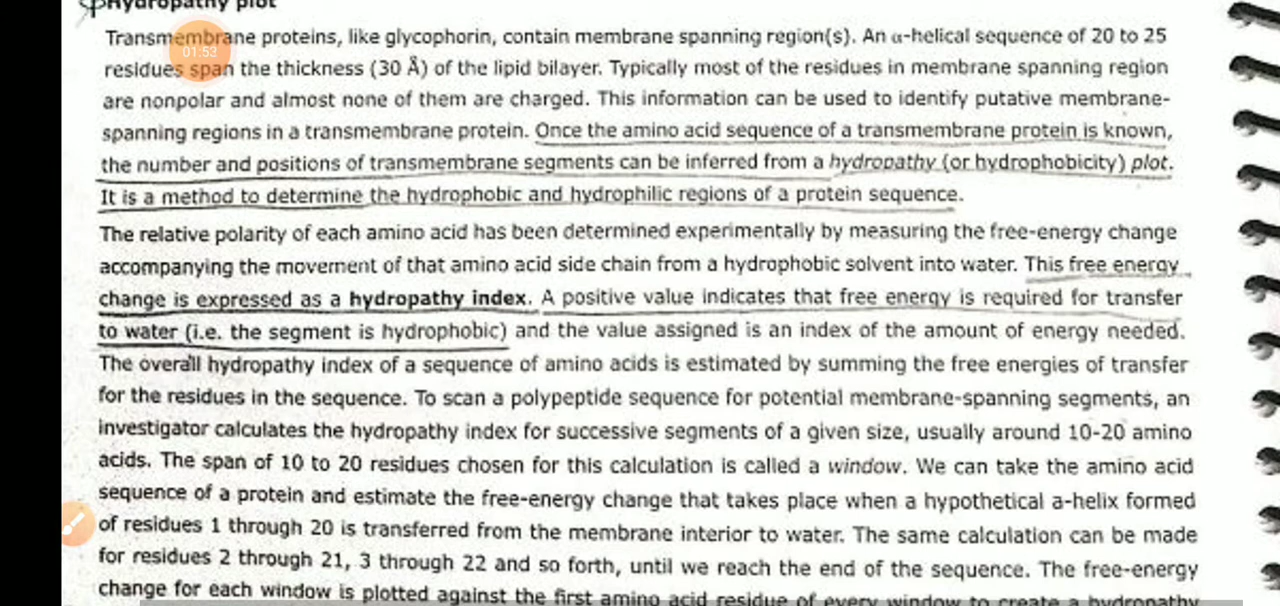 Hydropathy plot
Transmembrane proteins, like glycophorin, contain membrane spanning region(s). An α-helical sequence of 20 to 25
01:53
residues span the thickness (30 Å) of the lipid bilayer. Typically most of the residues in membrane spanning region
are nonpolar and almost none of them are charged. This information can be used to identify putative membrane-
spanning regions in a transmembrane protein. Once the amino acid sequence of a transmembrane protein is known,
the number and positions of transmembrane segments can be inferred from a hydropathy (or hydrophobicity) plot.
It is a method to determine the hydrophobic and hydrophilic regions of a protein sequence.
The relative polarity of each amino acid has been determined experimentally by measuring the free-energy change
accompanying the movement of that amino acid side chain from a hydrophobic solvent into water. This free energy
change is expressed as a hydropathy index. A positive value indicates that free energy is required for transfer
to water (i.e. the segment is hydrophobic) and the value assigned is an index of the amount of energy needed.
The overall hydropathy index of a sequence of amino acids is estimated by summing the free energies of transfer
for the residues in the sequence. To scan a polypeptide sequence for potential membrane-spanning segments, an
investigator calculates the hydropathy index for successive segments of a given size, usually around 10-20 amino
acids. The span of 10 to 20 residues chosen for this calculation is called a window. We can take the amino acid
sequence of a protein and estimate the free-energy change that takes place when a hypothetical a-helix formed
of residues 1 through 20 is transferred from the membrane interior to water. The same calculation can be made
for residues 2 through 21, 3 through 22 and so forth, until we reach the end of the sequence. The free-energy
change for each window is plotted against the first amino acid residue of every window to create a hydropathy